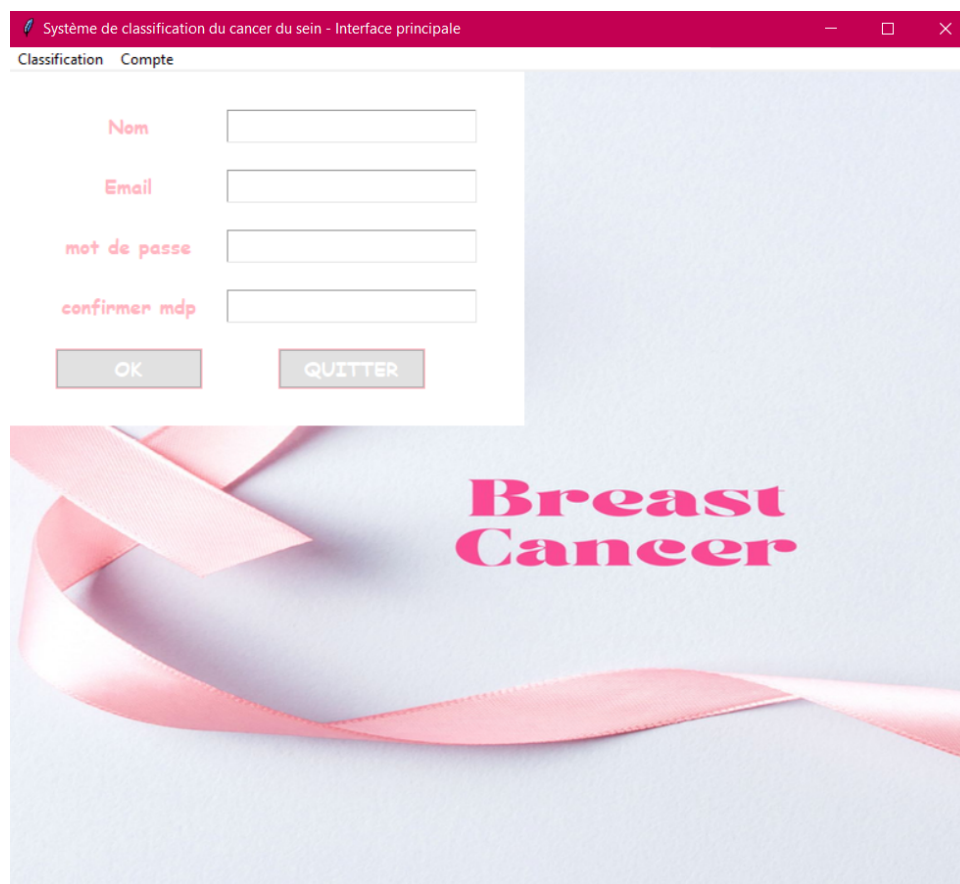 Système de classification du cancer du sein - Interface principale
Classification Compte
Nom
Email
mot de passe
confirmer mdp
OK QUITTER
Breast
Cancer